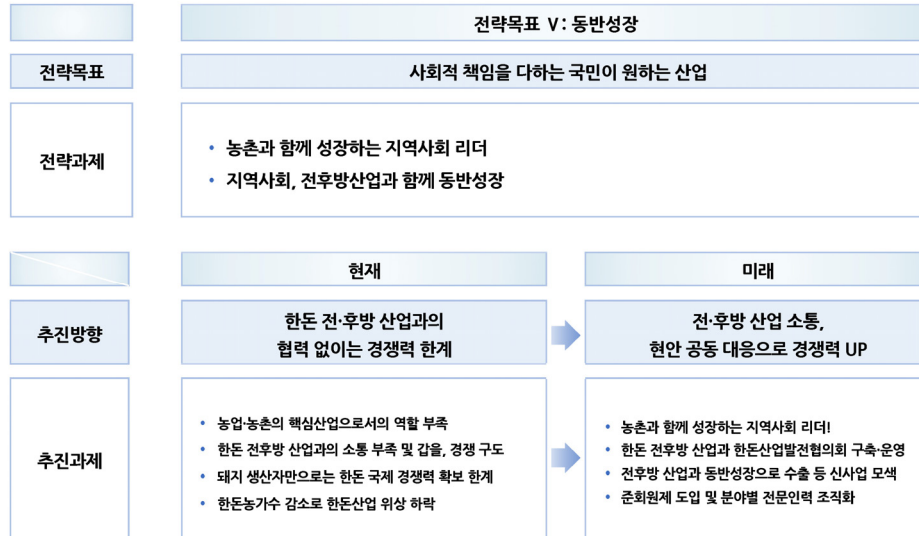 전략목표 Ⅴ: 동반성장
전략목표
사회적 책임을 다하는 국민이 원하는 산업
전략과제
• 농촌과 함께 성장하는 지역사회 리더
• 지역사회, 전후방산업과 함께 동반성장
현재
미래
추진방향
한돈 전·후방 산업과의
협력 없이는 경쟁력 한계
전·후방 산업 소통,
현안 공동 대응으로 경쟁력 UP
추진과제
• 농업·농촌의 핵심산업으로서의 역할 부족
• 한돈 전후방 산업과의 소통 부족 및 갑을, 경쟁 구도
• 돼지 생산자만으로는 한돈 국제 경쟁력 확보 한계
• 한돈농가수 감소로 한돈산업 위상 하락
• 농촌과 함께 성장하는 지역사회 리더!
• 한돈 전후방 산업과 한돈산업발전협의회 구축·운영
• 전후방 산업과 동반성장으로 수출 등 신사업 모색
• 준회원제 도입 및 분야별 전문인력 조직화